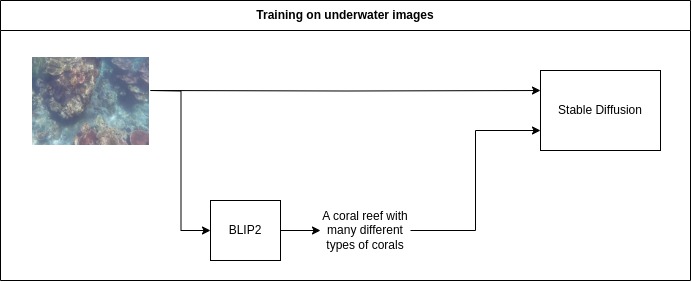 Training on underwater images
Stable Diffusion
BLIP2
A coral reef with
many different
types of corals